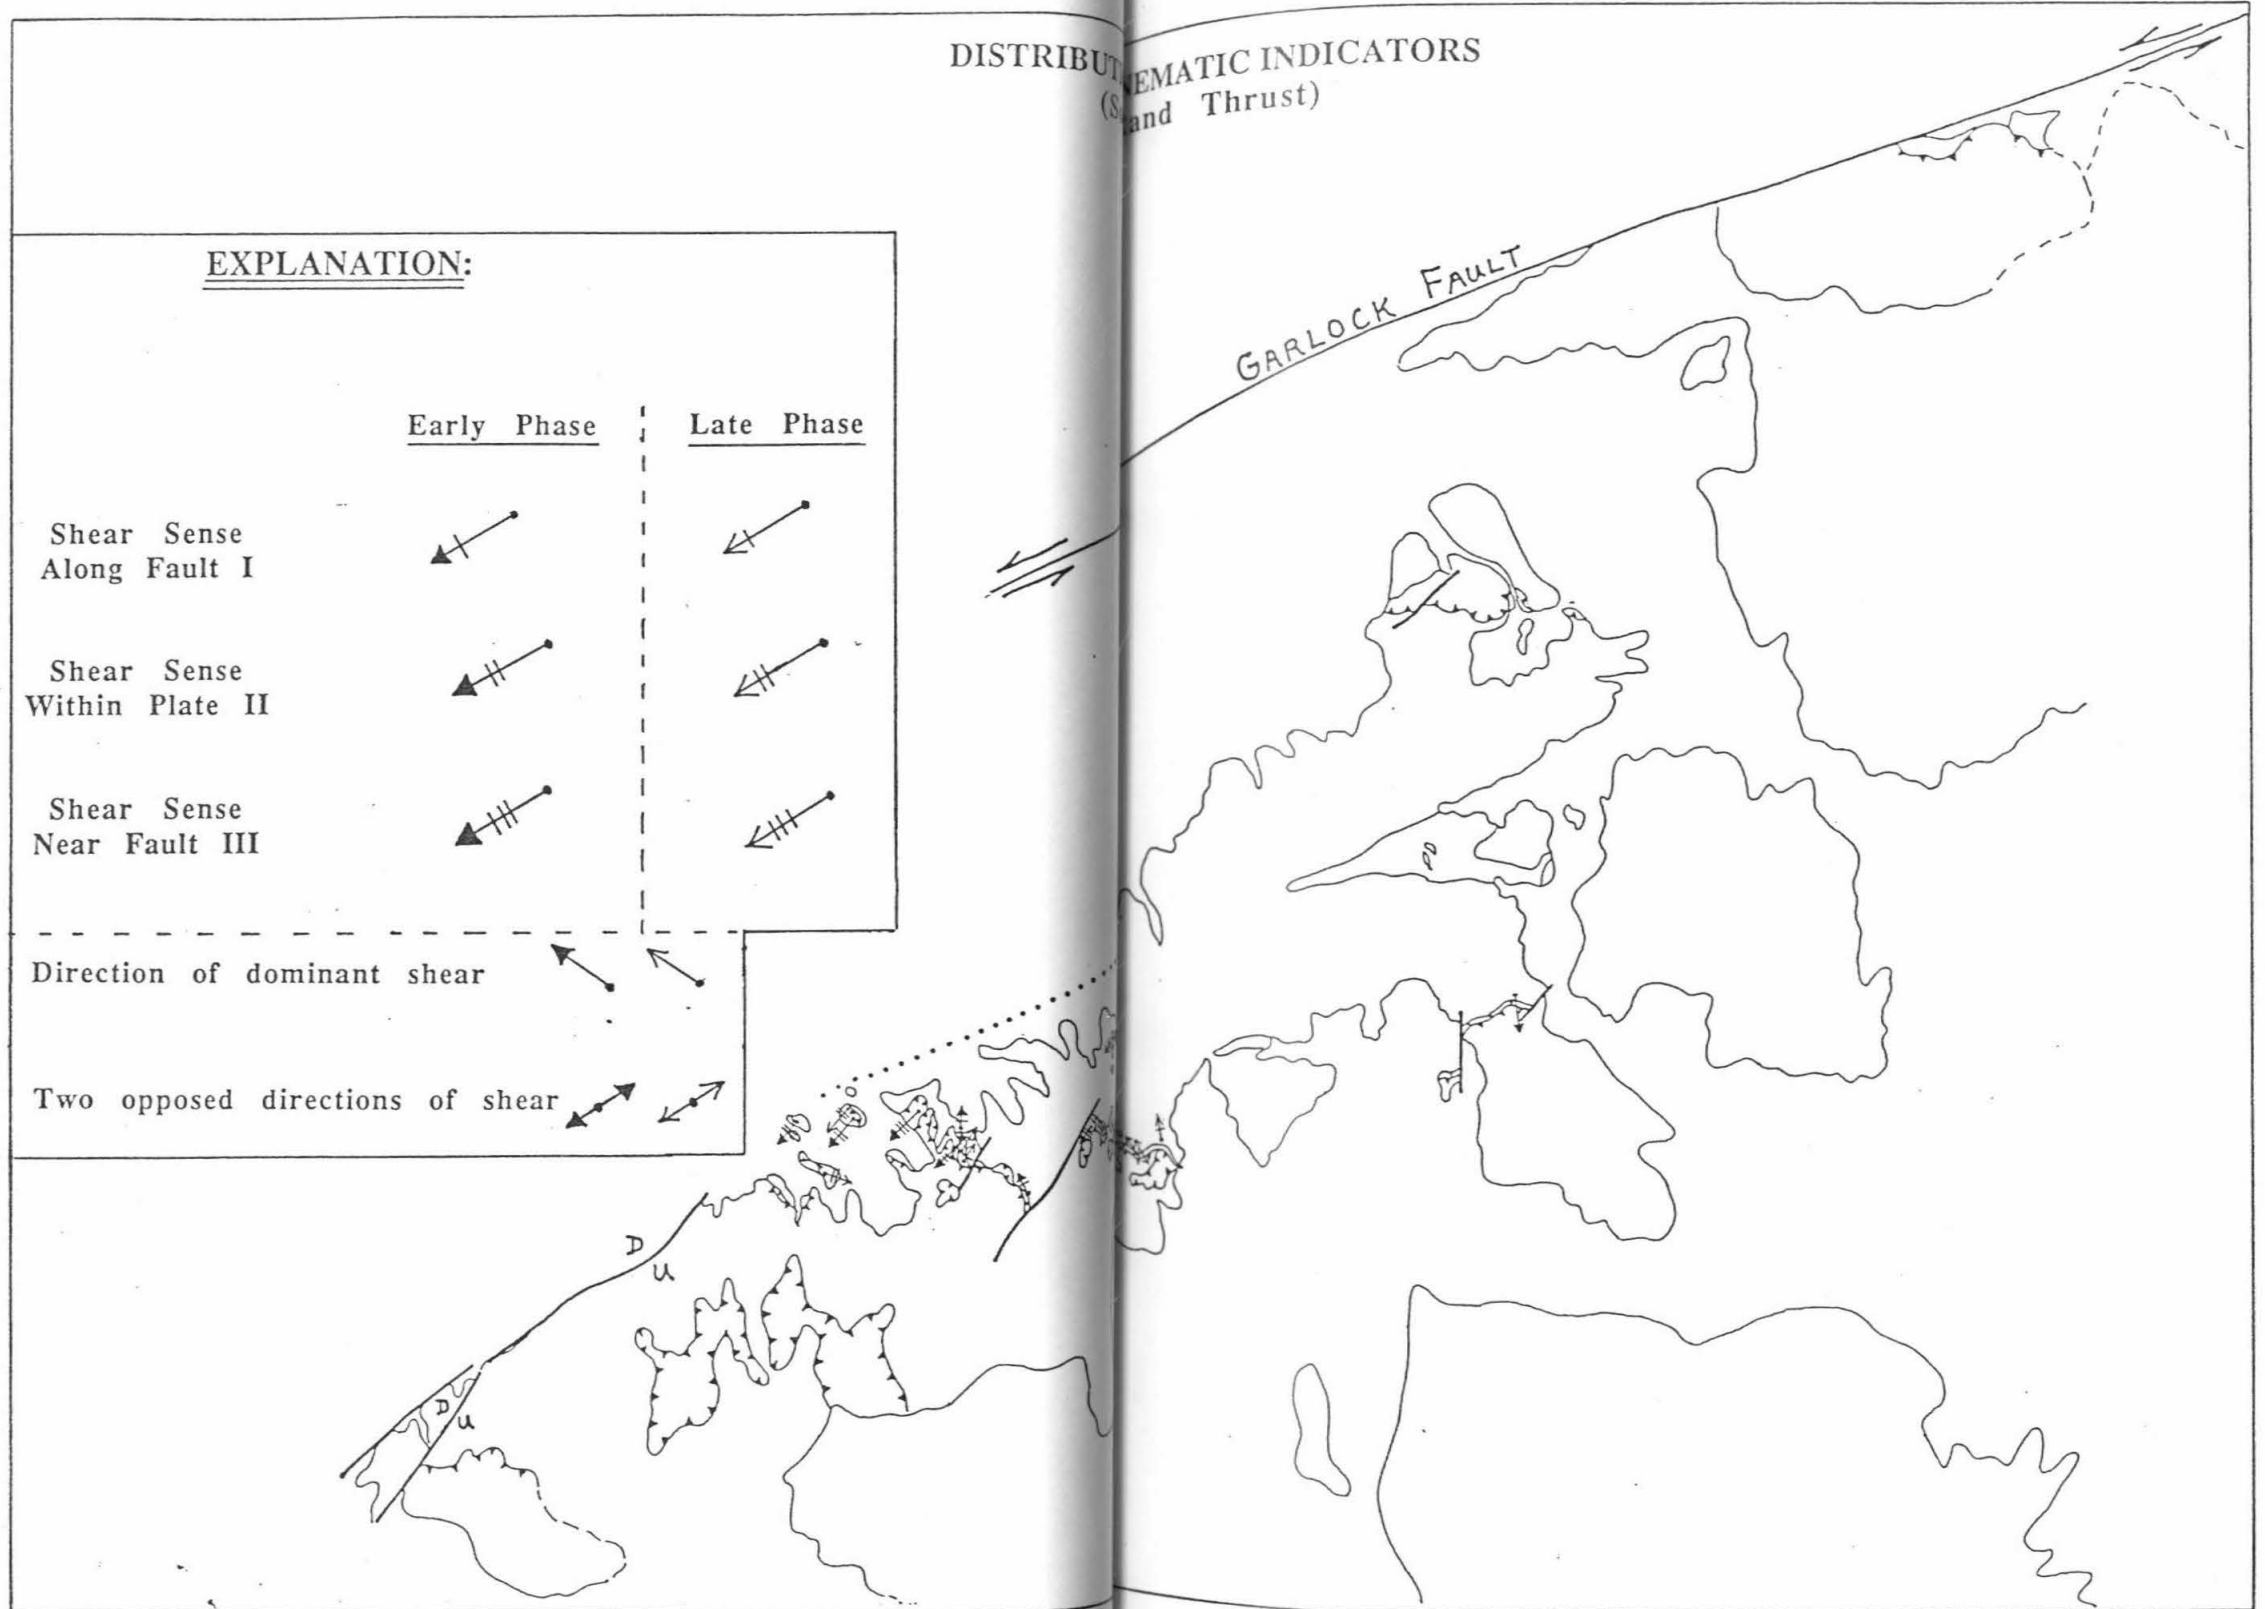 DISTRIBUT NEMATIC INDICATORS
and Thrust)
EXPLANATION:
Early Phase Late Phase
Shear Sense
Along Fault I
Shear Sense
Within Plate II
Shear Sense
Near Fault III
Direction of dominant shear
Two opposed directions of shear
GARLOCK FAULT
D
U
D
U